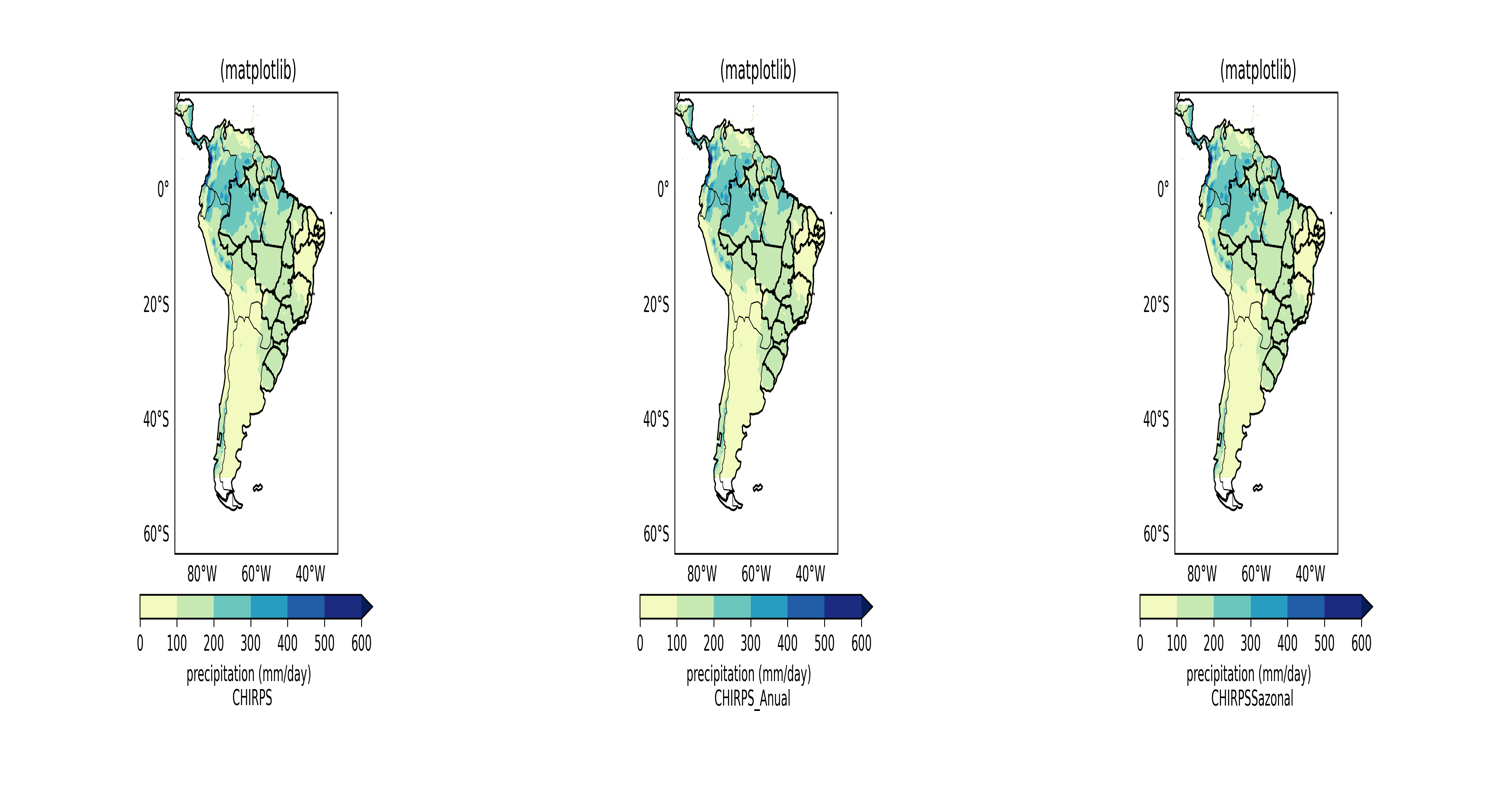 (matplotlib) (matplotlib) (matplotlib)
0° 0° 0°
20°S 20°S 20°S
40°S 40°S 40°S
60°S 60°S 60°S
80°W 60°W 40°W 80°W 60°W 40°W 80°W 60°W 40°W
0 100 200 300 400 500 600 0 100 200 300 400 500 600 0 100 200 300 400 500 600
precipitation (mm/day) precipitation (mm/day) precipitation (mm/day)
CHIRPS CHIRPS_Anual CHIRPSSazonal